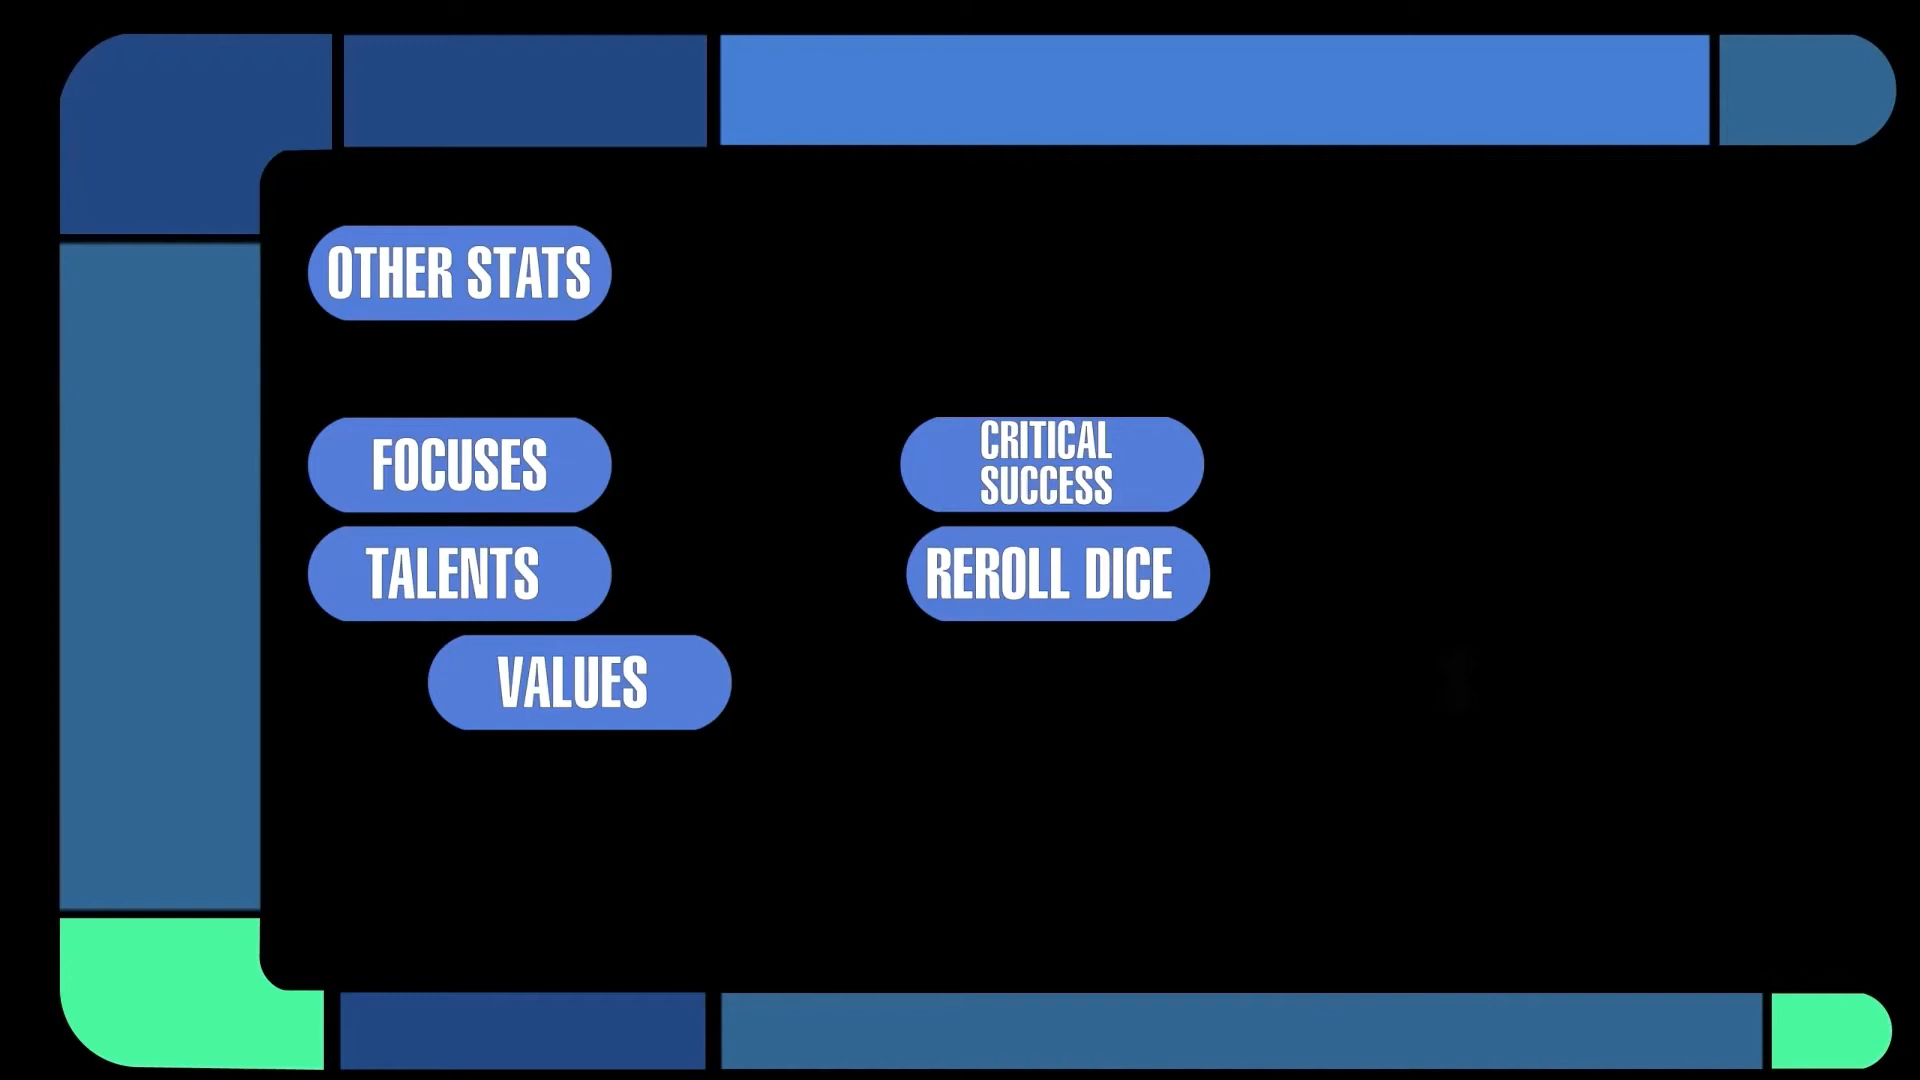 OTHER STATS
FOCUSES
CRITICAL
SUCCESS
TALENTS
REROLL DICE
VALUES